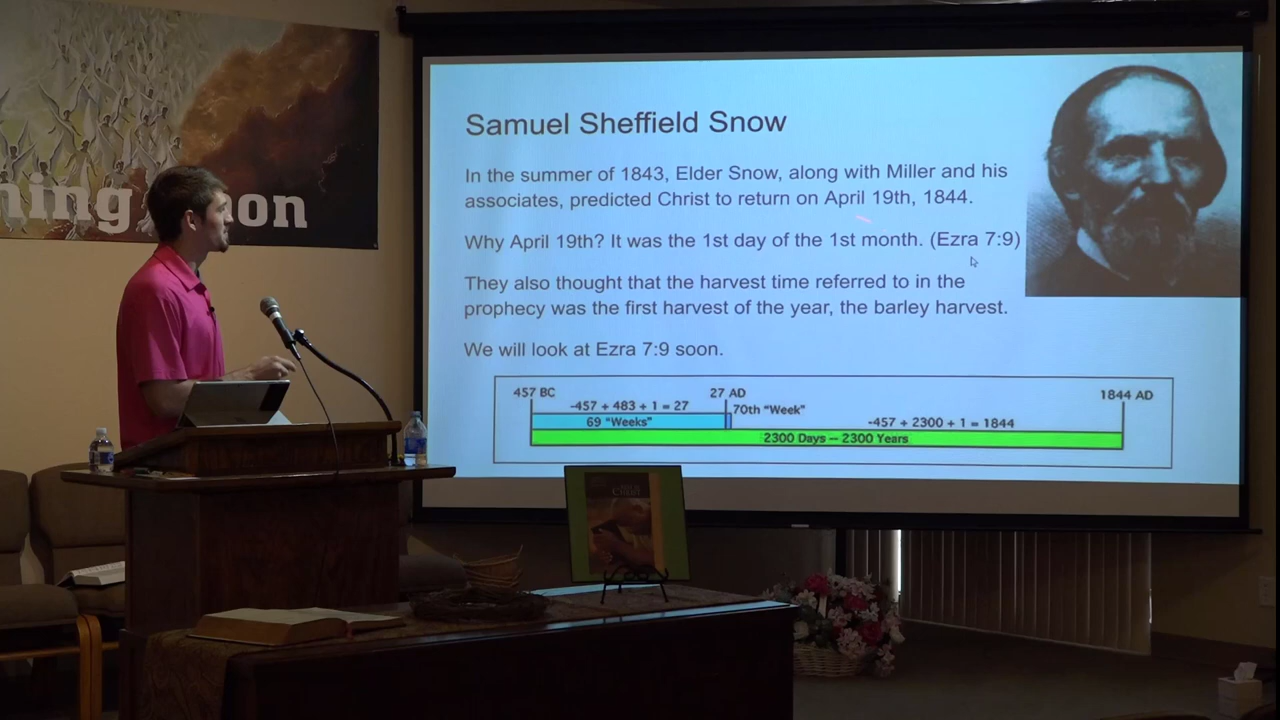 ning
on
Samuel Sheffield Snow
In the summer of 1843, Elder Snow, along with Miller and his
associates, predicted Christ to return on April 19th, 1844.
Why April 19th? It was the 1st day of the 1st month. (Ezra 7:9)
They also thought that the harvest time referred to in the
prophecy was the first harvest of the year, the barley harvest.
We will look at Ezra 7:9 soon.
457 BC
27 AD
1844 AD
-457 + 483 + 1 = 27
70th “Week”
-457 + 2300 + 1 = 1844
69 “Weeks”
2300 Days -- 2300 Years
CHRIST